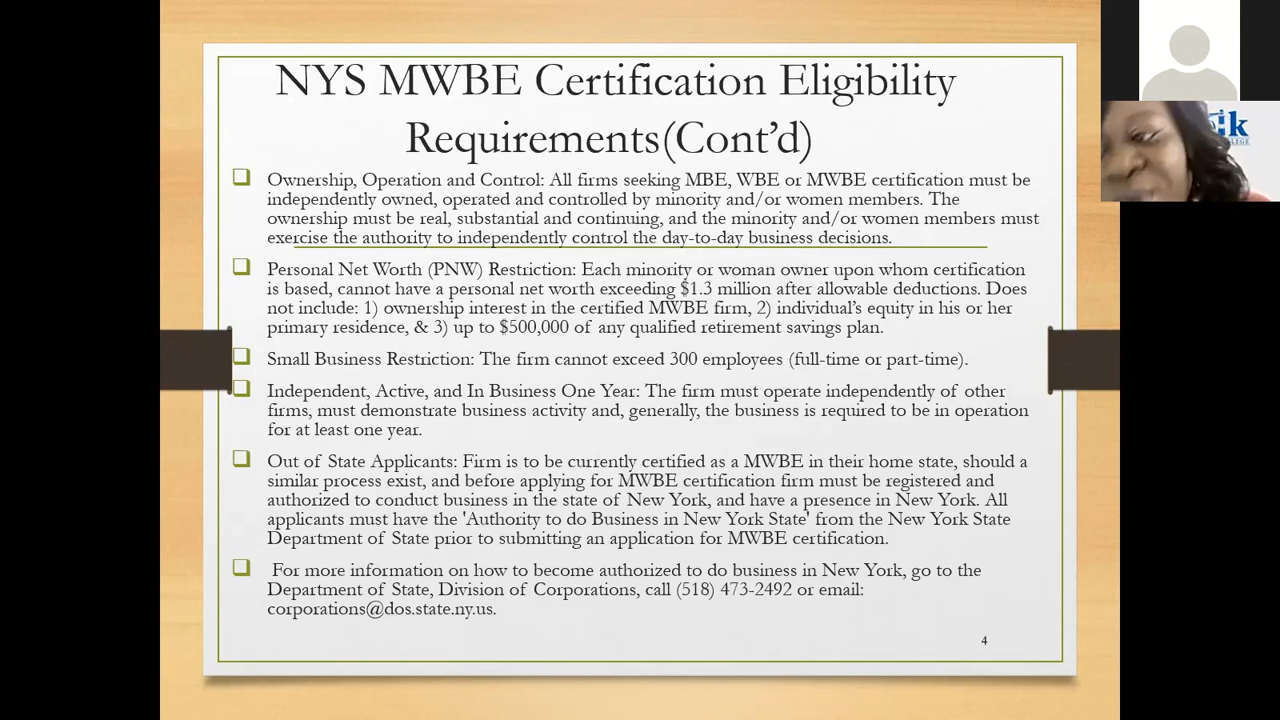 NYS MWBE Certification Eligibility
Requirements(Cont’d)
Ownership, Operation and Control: All firms seeking MBE, WBE or MWBE certification must be
independently owned, operated and controlled by minority and/or women members. The
ownership must be real, substantial and continuing, and the minority and/or women members must
exercise the authority to independently control the day-to-day business decisions.
Personal Net Worth (PNW) Restriction: Each minority or woman owner upon whom certification
is based, cannot have a personal net worth exceeding $1.3 million after allowable deductions. Does
not include: 1) ownership interest in the certified MWBE firm, 2) individual’s equity in his or her
primary residence, & 3) up to $500,000 of any qualified retirement savings plan.
Small Business Restriction: The firm cannot exceed 300 employees (full-time or part-time).
Independent, Active, and In Business One Year: The firm must operate independently of other
firms, must demonstrate business activity and, generally, the business is required to be in operation
for at least one year.
Out of State Applicants: Firm is to be currently certified as a MWBE in their home state, should a
similar process exist, and before applying for MWBE certification firm must be registered and
authorized to conduct business in the state of New York, and have a presence in New York. All
applicants must have the 'Authority to do Business in New York State' from the New York State
Department of State prior to submitting an application for MWBE certification.
For more information on how to become authorized to do business in New York, go to the
Department of State, Division of Corporations, call (518) 473-2492 or email:
corporations@dos.state.ny.us.
4